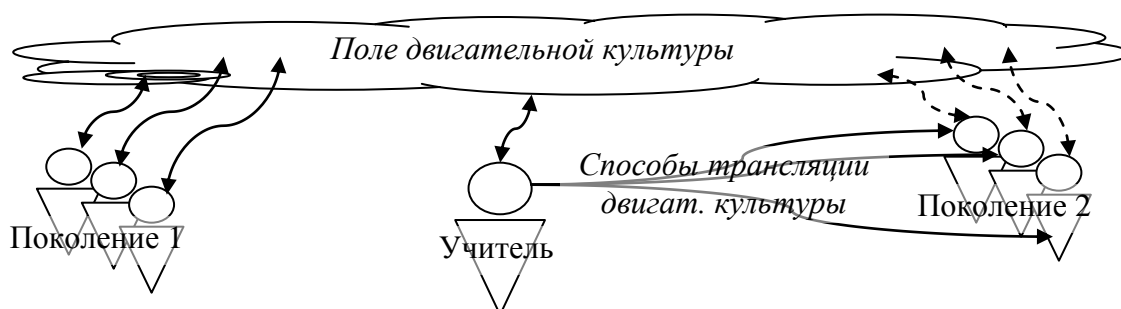 Поле двигательной культуры
Способы трансляции
двигат. культуры
Поколение 1
Учитель
Поколение 2